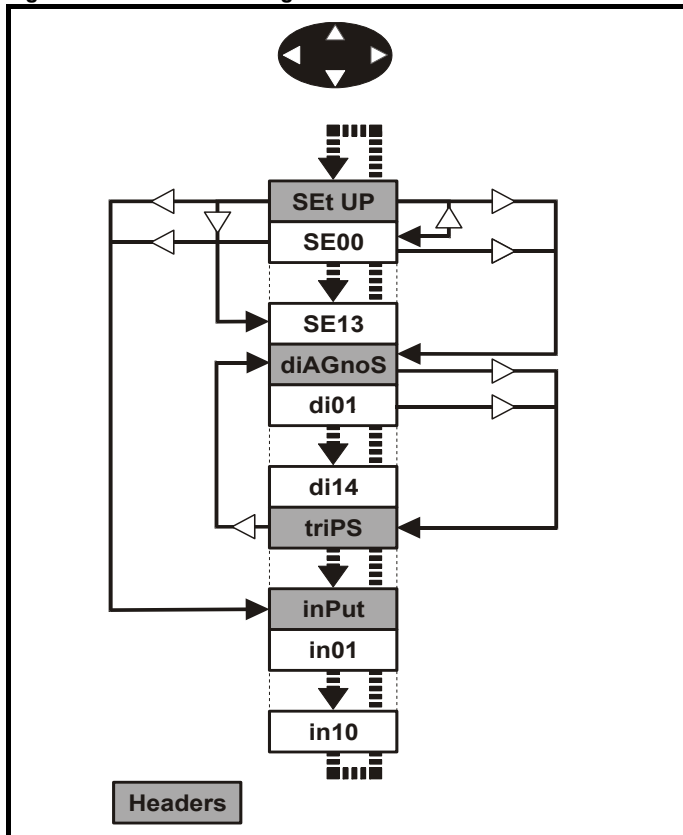 SEt UP
SE00
SE13
diAGnoS
di01
di14
triPS
inPut
in01
in10
Headers